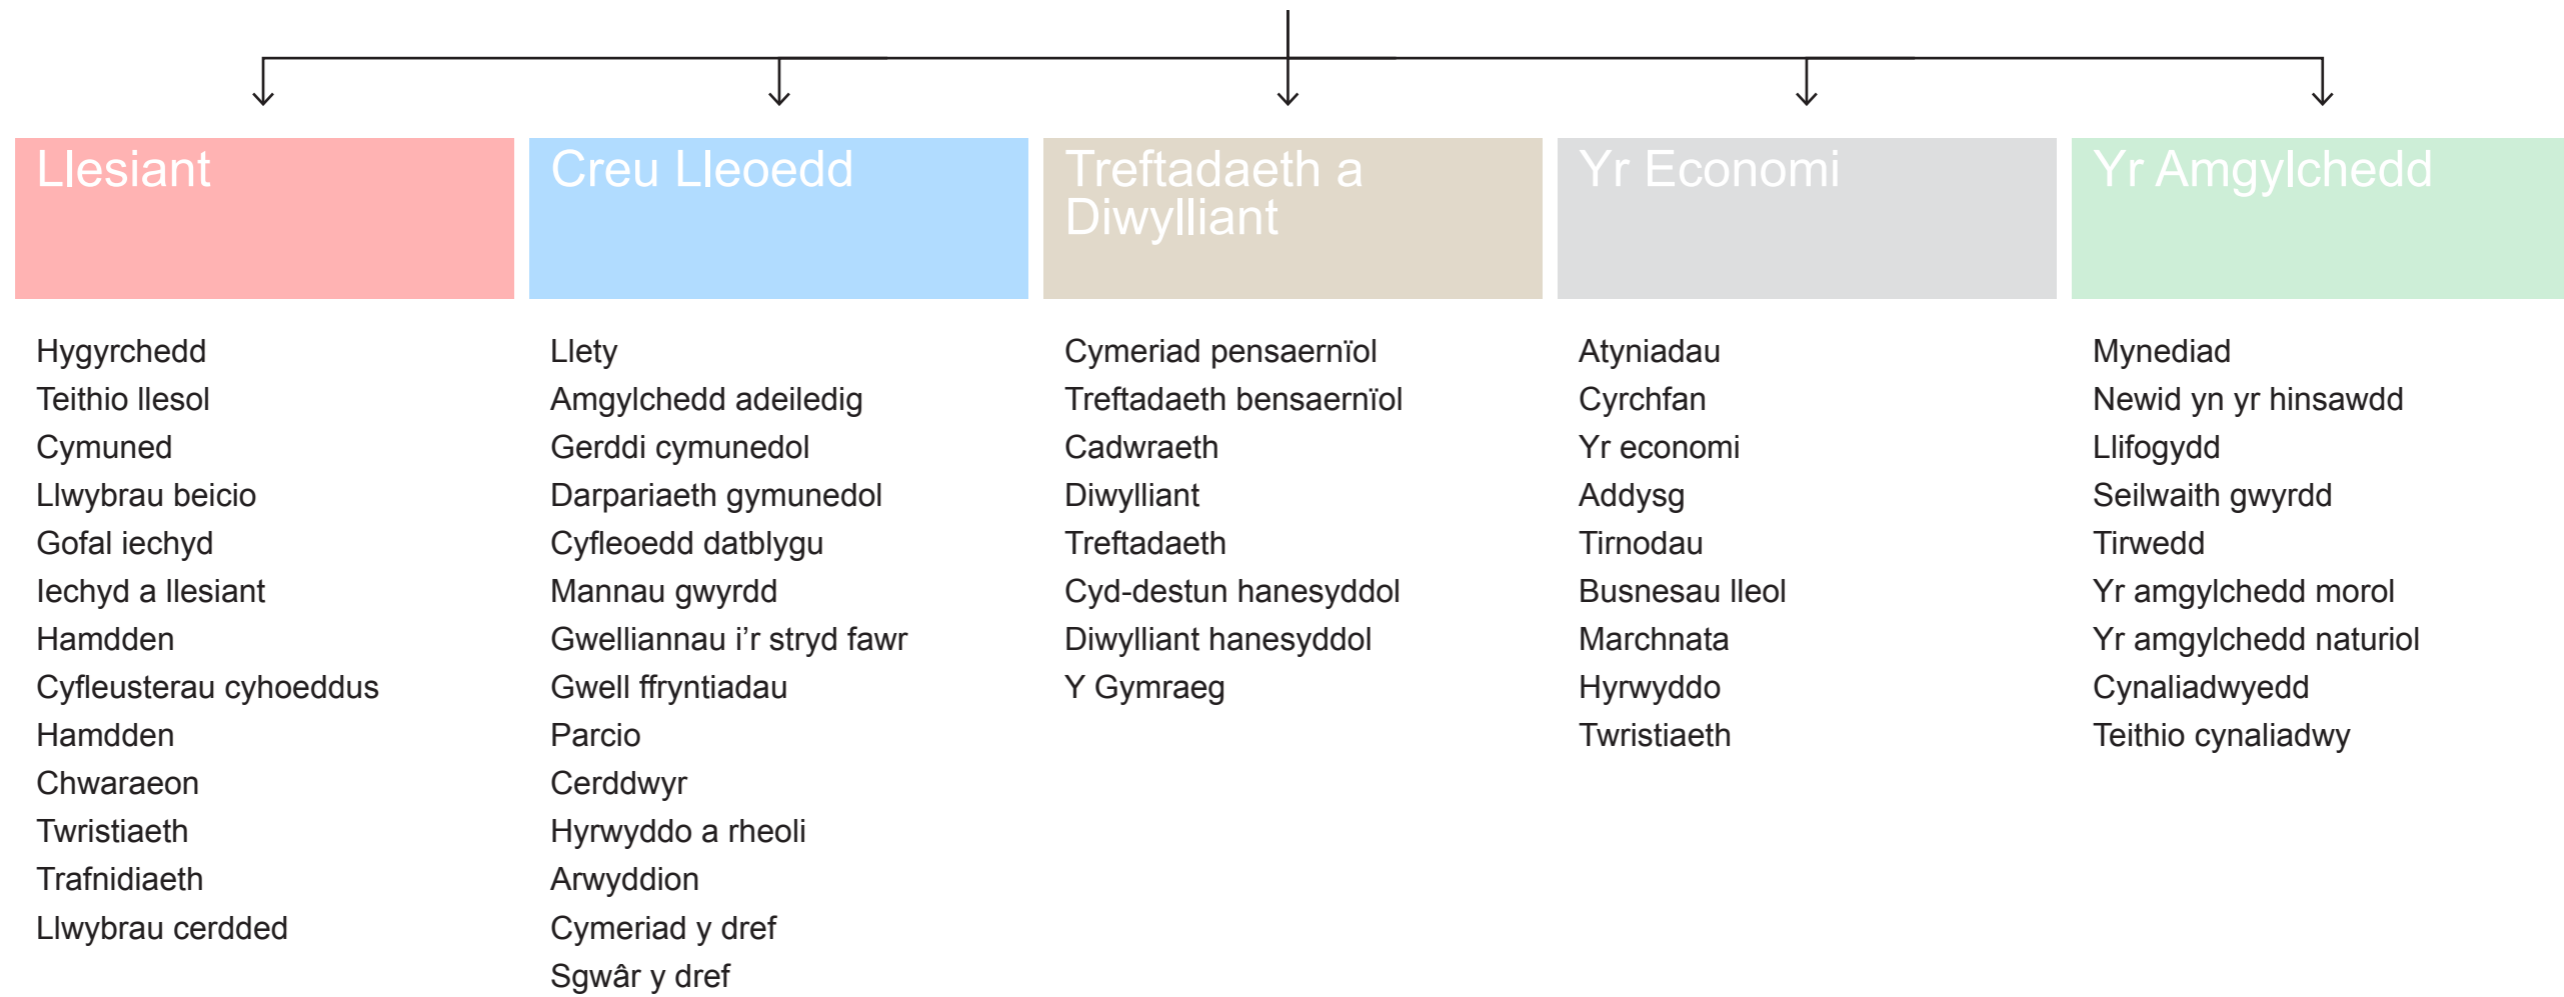 Llesiant
Hygyrchedd
Teithio llesol
Cymuned
Llwybrau beicio
Gofal iechyd
Iechyd a llesiant
Hamdden
Cyfleusterau cyhoeddus
Hamdden
Chwaraeon
Twristiaeth
Trafnidiaeth
Llwybrau cerdded
Creu Lleoedd
Llety
Amgylchedd adeiledig
Gerddi cymunedol
Darpariaeth gymunedol
Cyfleoedd datblygu
Mannau gwyrdd
Gwelliannau i’r stryd fawr
Gwell ffryntiadau
Parcio
Cerddwyr
Hyrwyddo a rheoli
Arwyddion
Cymeriad y dref
Sgwâr y dref
Treftadaeth a
Diwylliant
Cymeriad pensaernïol
Treftadaeth bensaernïol
Cadwraeth
Diwylliant
Treftadaeth
Cyd-destun hanesyddol
Diwylliant hanesyddol
Y Gymraeg
Yr Economi
Atyniadau
Cyrchfan
Yr economi
Addysg
Tirnodau
Busnesau lleol
Marchnata
Hyrwyddo
Twristiaeth
Yr Amgylchedd
Mynediad
Newid yn yr hinsawdd
Llifogydd
Seilwaith gwyrdd
Tirwedd
Yr amgylchedd morol
Yr amgylchedd naturiol
Cynaliadwyedd
Teithio cynaliadwy